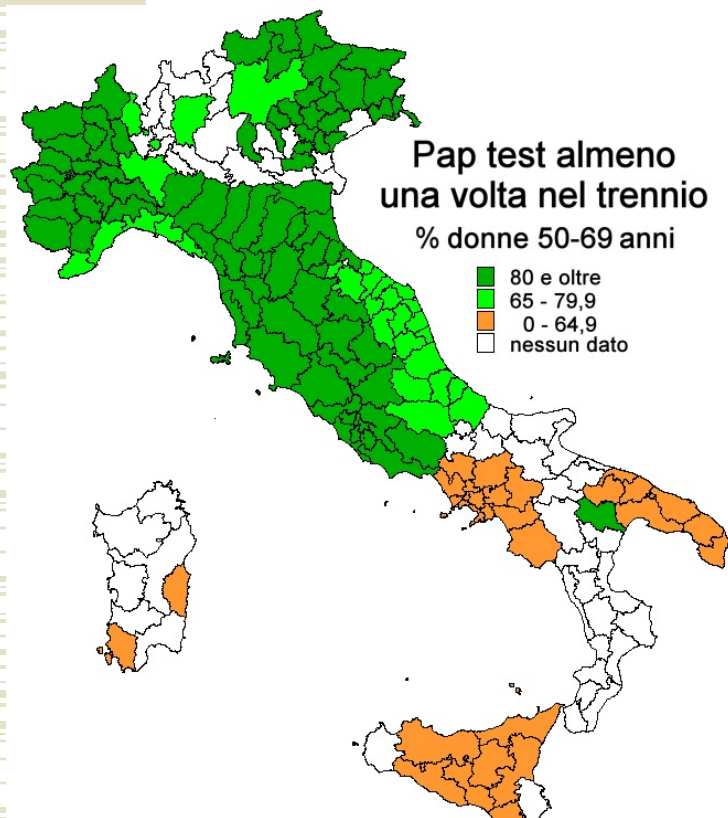 Pap test almeno
una volta nel trennio
% donne 50-69 anni
80 e oltre
65 - 79,9
0 - 64,9
nessun dato